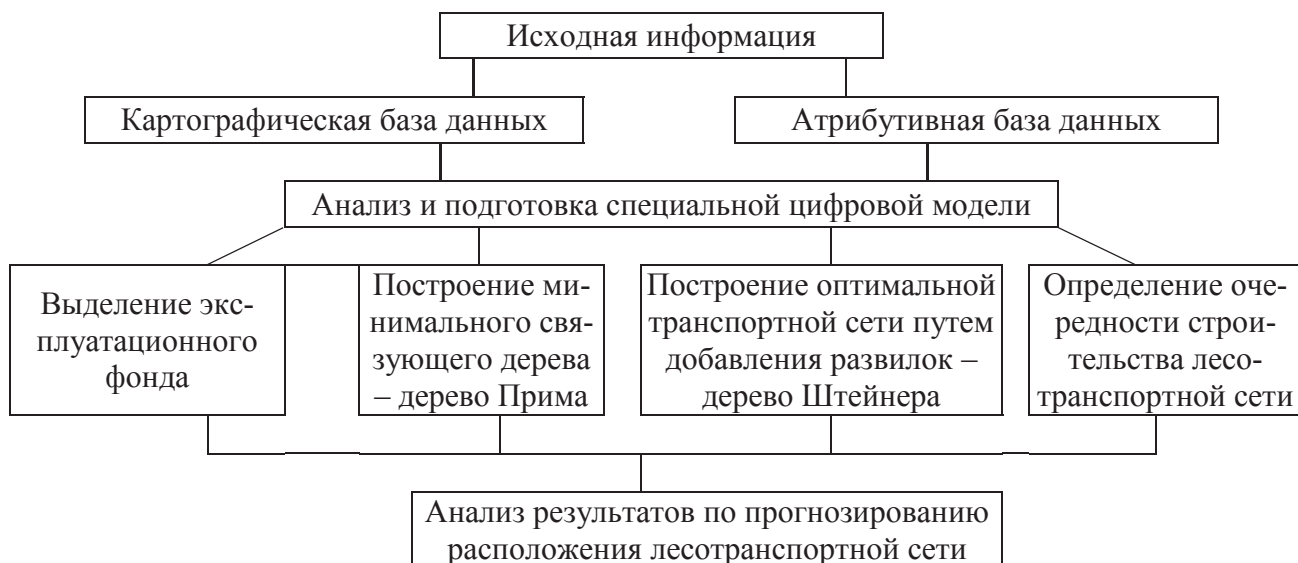 Исходная информация
Картографическая база данных
Атрибутивная база данных
Анализ и подготовка специальной цифровой модели
Выделение экс-
плуатационного
фонда
Построение ми-
нимального свя-
зующего дерева
– дерево Прима
Построение оптимальной
транспортной сети путем
добавления развилок –
дерево Штейнера
Определение оче-
редности строи-
тельства лесо-
транспортной сети
Анализ результатов по прогнозированию
расположения лесотранспортной сети